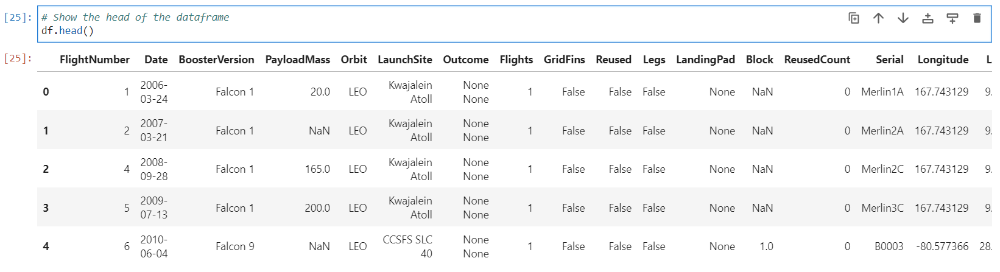 [25]: # Show the head of the dataframe
df.head()
[25]: FlightNumber Date BoosterVersion PayloadMass Orbit LaunchSite Outcome Flights GridFins Reused Legs LandingPad Block ReusedCount Serial Longitude L
0 1 2006-03-24 Falcon 1 20.0 LEO Kwajalein Atoll None None 1 False False False None NaN 0 Merlin1A 167.743129 9.
1 2 2007-03-21 Falcon 1 NaN LEO Kwajalein Atoll None None 1 False False False None NaN 0 Merlin2A 167.743129 9.
2 4 2008-09-28 Falcon 1 165.0 LEO Kwajalein Atoll None None 1 False False False None NaN 0 Merlin2C 167.743129 9.
3 5 2009-07-13 Falcon 1 200.0 LEO Kwajalein Atoll None None 1 False False False None NaN 0 Merlin3C 167.743129 9.
4 6 2010-06-04 Falcon 9 NaN LEO CCSFS SLC 40 None None 1 False False False None 1.0 0 B0003 -80.577366 28.